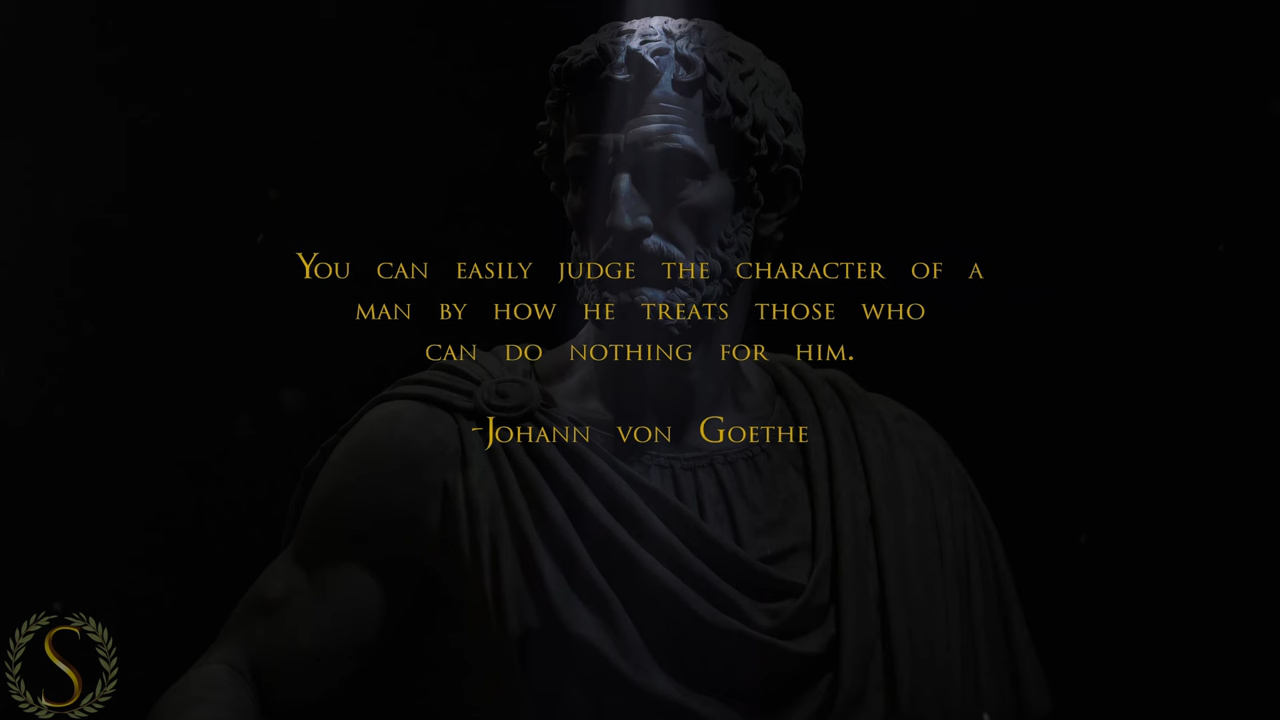 You can easily judge the character of a
man by how he treats those who
can do nothing for him.
-Johann von Goethe
S